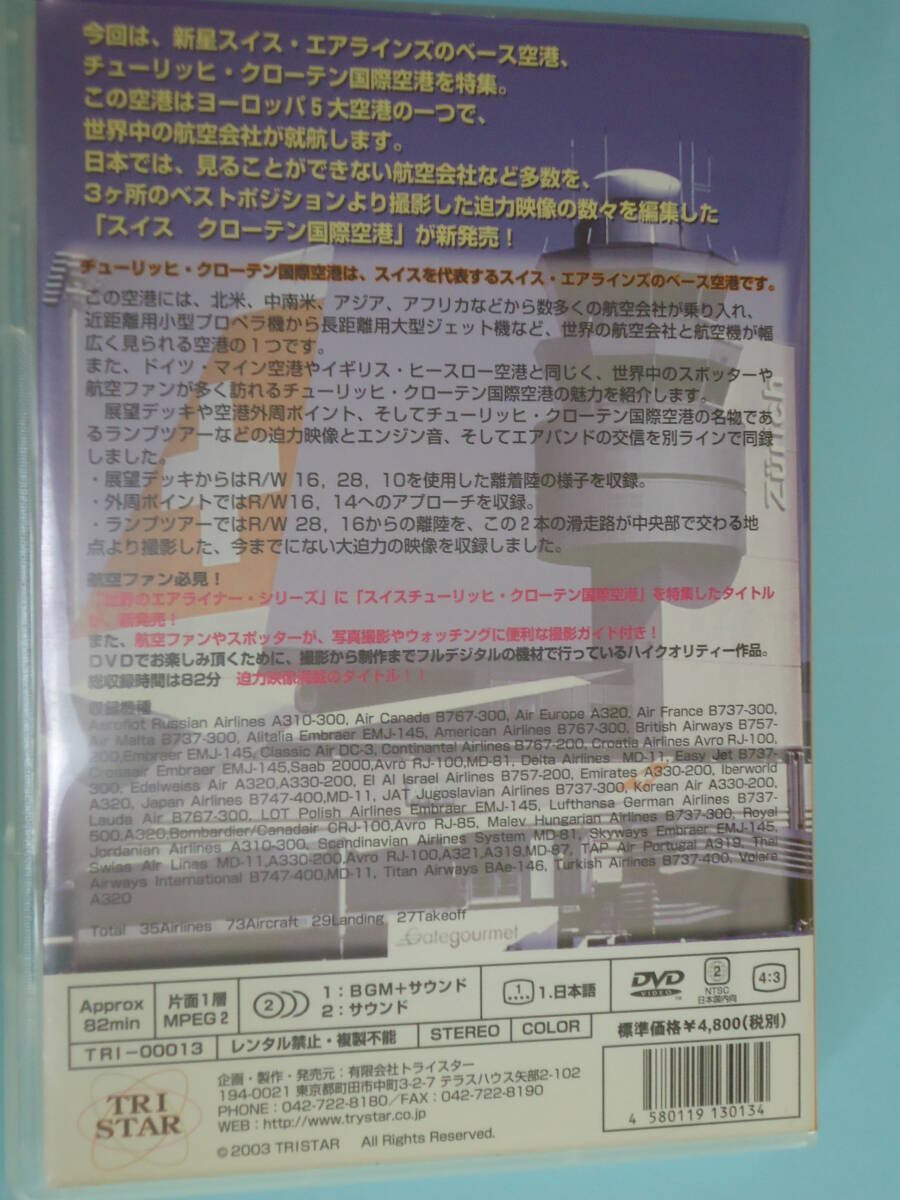 今回は、新星スイス・エアラインズのベース空港、
チューリッヒ・クローテン国際空港を特集。
この空港はヨーロッパ5大空港の一つで、
世界中の航空会社が就航します。
日本では、見ることができない航空会社など多数を、
3ヶ所のベストポジションより撮影した迫力映像の数々を編集した
「スイス　クローテン国際空港」が新発売！
チューリッヒ・クローテン国際空港は、スイスを代表するスイス・エアラインズのベース空港です。
この空港には、北米、中南米、アジア、アフリカなどから数多くの航空会社が乗り入れ、
近距離用小型プロペラ機から長距離用大型ジェット機など、世界の航空会社と航空機が幅
広く見られる空港の1つです。
また、ドイツ・マイン空港やイギリス・ヒースロー空港と同じく、世界中のスポッターや
航空ファンが多く訪れるチューリッヒ・クローテン国際空港の魅力を紹介します。
　展望デッキや空港外周ポイント、そしてチューリッヒ・クローテン国際空港の名物であ
るランプツアーなどの迫力映像とエンジン音、そしてエアバンドの交信を別ラインで同録
しました。
・展望デッキからはR/W 16，28，10を使用した離着陸の様子を収録。
・外周ポイントではR/W16，14へのアプローチを収録。
・ランプツアーではR/W 28，16からの離陸を、この2本の滑走路が中央部で交わる地
点より撮影した、今までにない大迫力の映像を収録しました。
航空ファン必見！
「世界のエアライナー・シリーズ」に「スイスチューリッヒ・クローテン国際空港」を特集したタイトル
が、新発売！
また、航空ファンやスポッターが、写真撮影やウォッチングに便利な撮影ガイド付き！
DVDでお楽しみ頂くために、撮影から制作までフルデジタルの機材で行っているハイクオリティー作品。
総収録時間は82分　迫力映像満載のタイトル！！
収録機種
Aeroflot Russian Airlines A310-300, Air Canada B767-300, Air Europe A320, Air France B737-300,
Air Malta B737-300, Alitalia Embraer EMJ-145, American Airlines B767-300, British Airways B757-
200,Embraer EMJ-145, Classic Air DC-3, Continantal Airlines B767-200, Croatia Airlines Avro RJ-100,
Crossair Embraer EMJ-145,Saab 2000,Avro RJ-100,MD-81, Delta Airlines MD-11, Easy Jet B737-
300, Edelweiss Air A320,A330-200, El Al Israel Airlines B757-200, Emirates A330-200, Iberworld
A320, Japan Airlines B747-400,MD-11, JAT Jugoslavian Airlines B737-300, Korean Air A330-200,
Lauda Air B767-300, LOT Polish Airlines Embraer EMJ-145, Lufthansa German Airlines B737-
500,A320,Bombardier/Canadair CRJ-100,Avro RJ-85, Malev Hungarian Airlines B737-300, Royal
Jordanian Airlines A310-300, Scandinavian Airlines System MD-81, Skyways Embraer EMJ-145,
Swiss Air Linas MD-11,A330-200,Avro RJ-100,A321,A319,MD-87, TAP Air Portugal A319, Thai
Airways International B747-400,MD-11, Titan Airways BAe-146, Turkish Airlines B737-400, Volare
A320
Total 35Airlines 73Aircraft 29Landing 27Takeoff
Gategourmet
Zürich
Approx
82min
片面1層
MPEG2
2
1：BGM+サウンド
2：サウンド
1
1.日本語
DVD
VIDEO
2
NTSC
日本国内向
4:3
TRI-00013
レンタル禁止・複製不能
STEREO
COLOR
標準価格¥4,800(税別)
TRI
STAR
企画・製作・発売元：有限会社トライスター
194-0021 東京都町田市中町3-2-7 テラスハウス矢部2-102
PHONE：042-722-8180／FAX：042-722-8190
WEB：http://www.trystar.co.jp
©2003 TRISTAR All Rights Reserved.
4 580119 130134